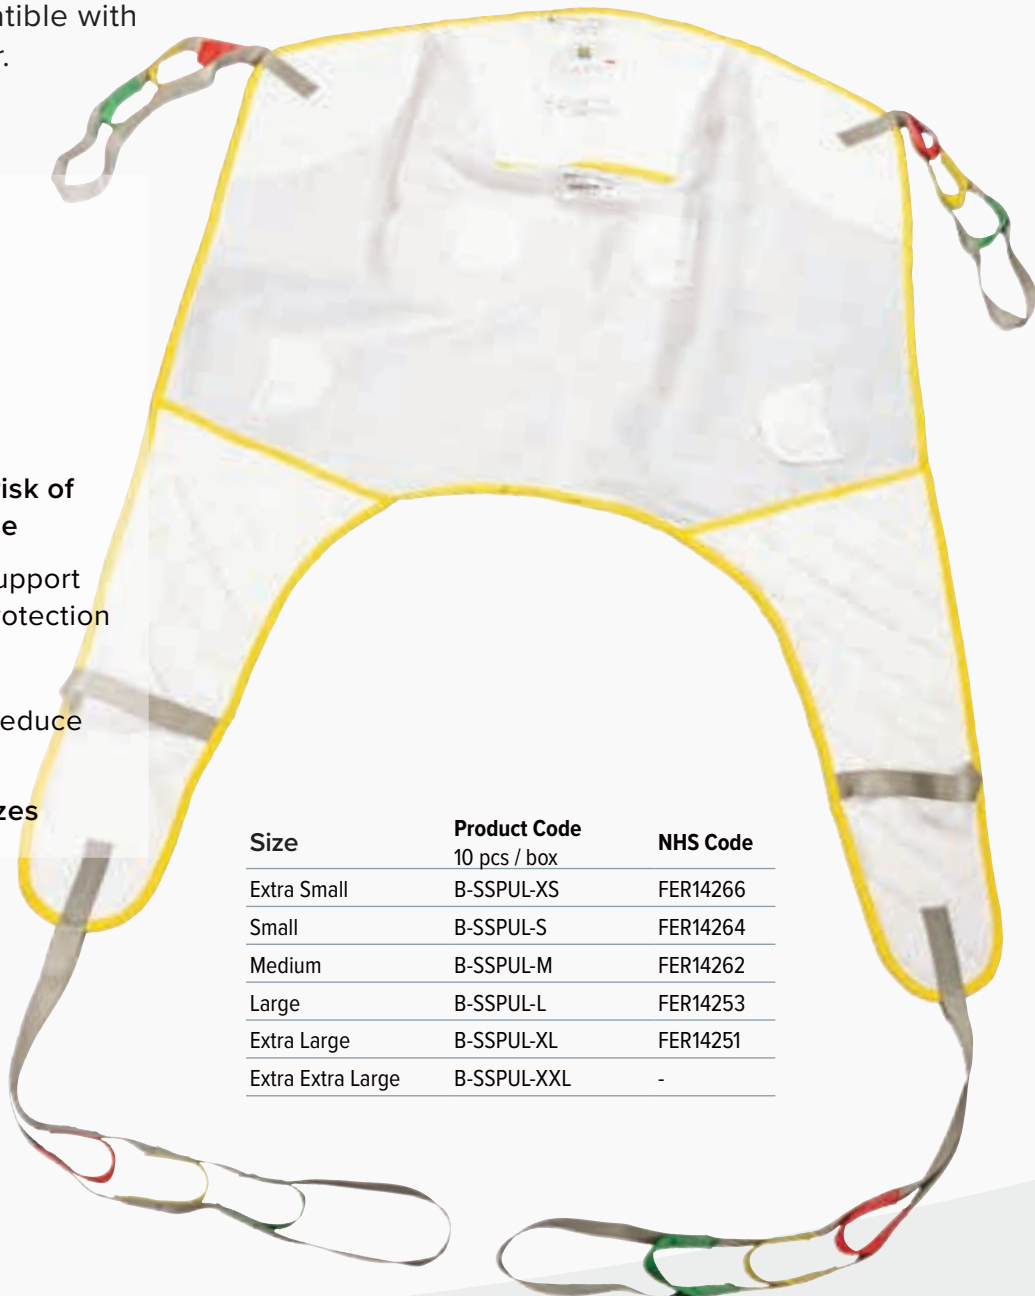 tible with
r.
isk of
e
upport
rotection
educe
zes
Size Product Code NHS Code
10 pcs / box
Extra Small B-SSPUL-XS FER14266
Small B-SSPUL-S FER14264
Medium B-SSPUL-M FER14262
Large B-SSPUL-L FER14253
Extra Large B-SSPUL-XL FER14251
Extra Extra Large B-SSPUL-XXL -